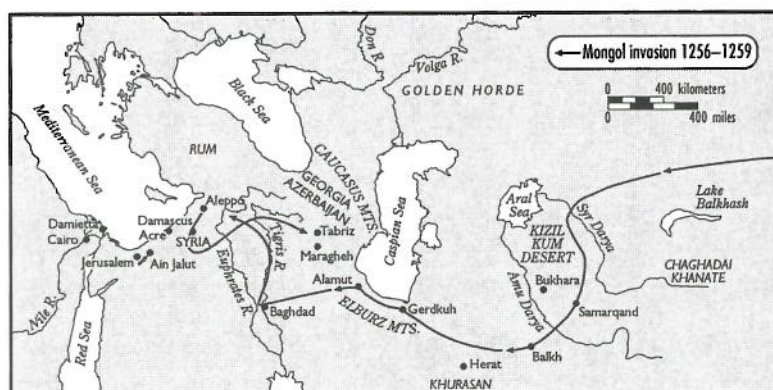 Mongol invasion 1256–1259
0 400 kilometers
0 400 miles
Don R.
Volga R.
GOLDEN HORDE
Black Sea
Mediterranean Sea
RUM
CAUCASUS MTS.
GEORGIA
AZERBAIJAN
Caspian Sea
Aral Sea
Syr Darya
Lake Balkhash
KIZIL KUM DESERT
CHAGHADAI KHANATE
Aleppo
Damietta
Cairo
Damascus
Acre
SYRIA
Tigris R.
Tabriz
Maragheh
Jerusalem
Ain Jalut
Euphrates R.
Alamut
Bukhara
Amu Darya
Samarqand
Nile R.
Red Sea
Baghdad
ELBURZ MTS.
Gerdkuh
Balkh
Herat
KHURASAN